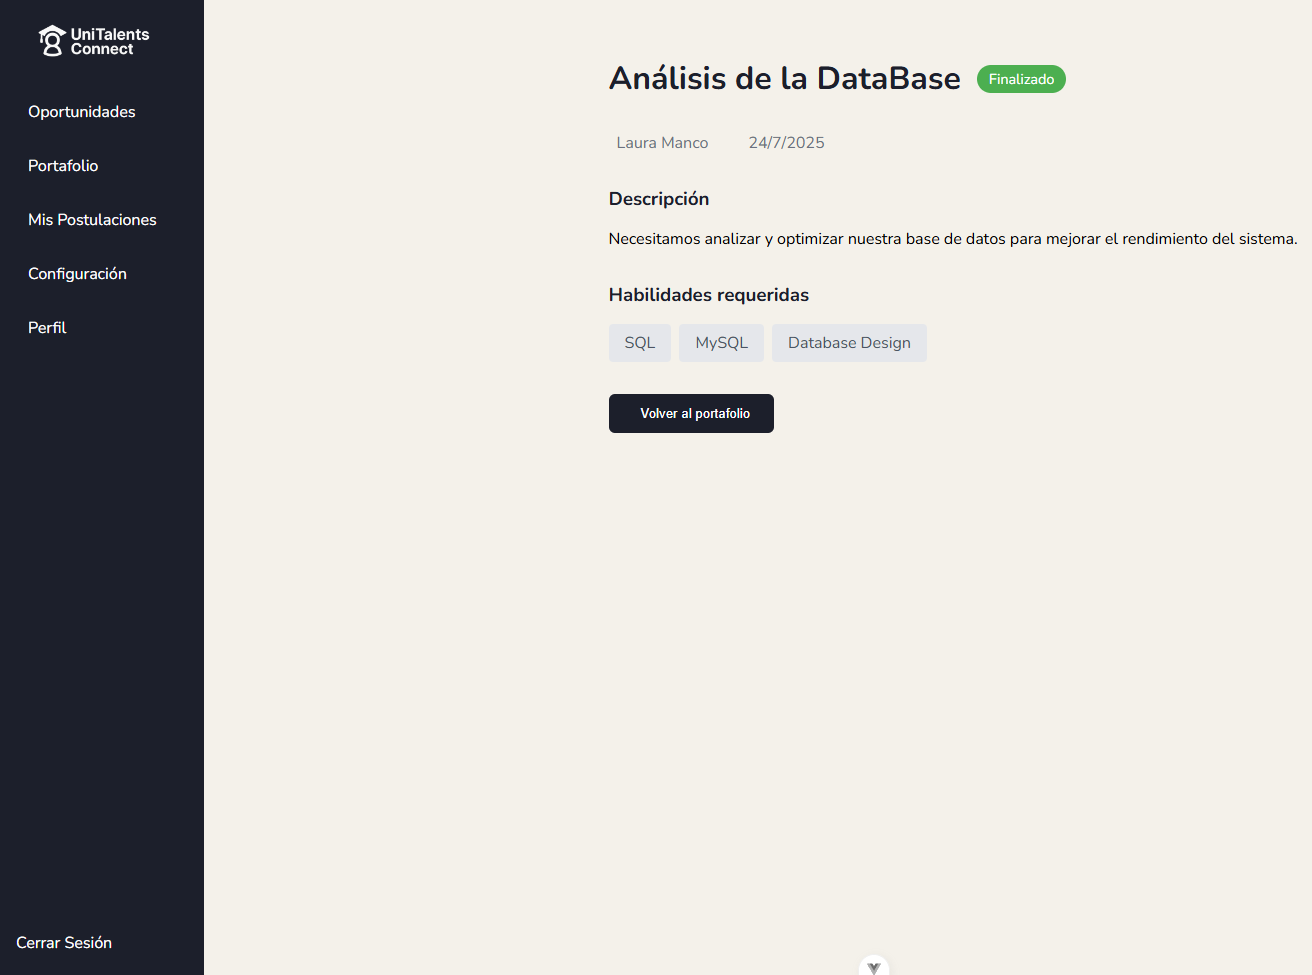 UniTalents
Connect
Oportunidades
Portafolio
Mis Postulaciones
Configuración
Perfil
Cerrar Sesión
Análisis de la DataBase
Finalizado
Laura Manco
24/7/2025
Descripción
Necesitamos analizar y optimizar nuestra base de datos para mejorar el rendimiento del sistema.
Habilidades requeridas
SQL
MySQL
Database Design
Volver al portafolio